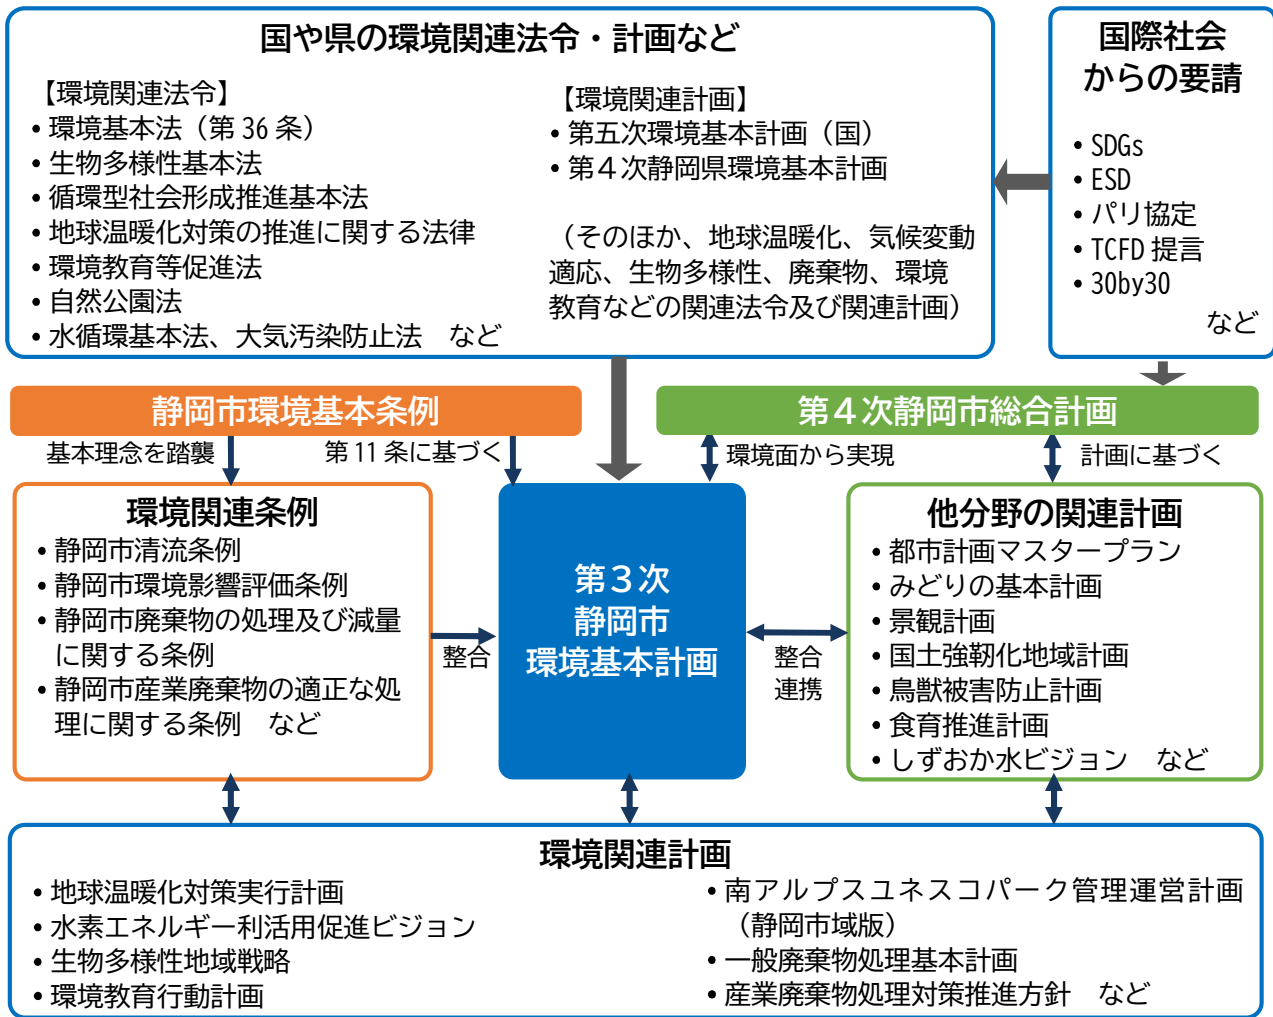 国や県の環境関連法令・計画など
【環境関連法令】
• 環境基本法（第 36 条）
• 生物多様性基本法
• 循環型社会形成推進基本法
• 地球温暖化対策の推進に関する法律
• 環境教育等促進法
• 自然公園法
• 水循環基本法、大気汚染防止法　など
【環境関連計画】
• 第五次環境基本計画（国）
• 第４次静岡県環境基本計画
（そのほか、地球温暖化、気候変動
適応、生物多様性、廃棄物、環境
教育などの関連法令及び関連計画）
国際社会
からの要請
• SDGs
• ESD
• パリ協定
• TCFD 提言
• 30by30
など
静岡市環境基本条例
第４次静岡市総合計画
基本理念を踏襲
第 11 条に基づく
環境面から実現
計画に基づく
環境関連条例
• 静岡市清流条例
• 静岡市環境影響評価条例
• 静岡市廃棄物の処理及び減量
に関する条例
• 静岡市産業廃棄物の適正な処
理に関する条例　など
整合
第３次
静岡市
環境基本計画
整合
連携
他分野の関連計画
• 都市計画マスタープラン
• みどりの基本計画
• 景観計画
• 国土強靭化地域計画
• 鳥獣被害防止計画
• 食育推進計画
• しずおか水ビジョン　など
環境関連計画
• 地球温暖化対策実行計画
• 水素エネルギー利活用促進ビジョン
• 生物多様性地域戦略
• 環境教育行動計画
• 南アルプスユネスコパーク管理運営計画
（静岡市域版）
• 一般廃棄物処理基本計画
• 産業廃棄物処理対策推進方針　など